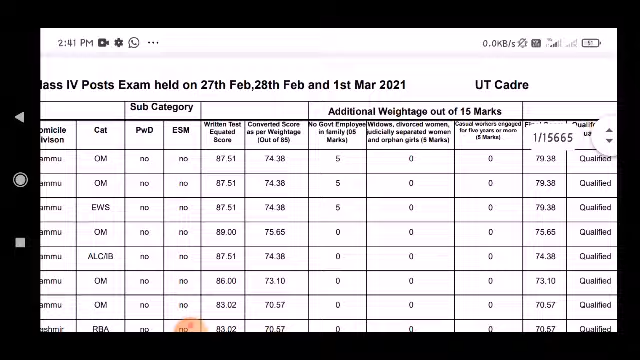 2:41 PM ... 0.0KB/s 51
lass IV Posts Exam held on 27th Feb,28th Feb and 1st Mar 2021 UT Cadre
Sub Category Additional Weightage out of 15 Marks
omicile Divison Cat PwD ESM Written Test Equated Score Converted Score as per Weightage (Out of 85) No Govt Employee in family (05 Marks) Widows, divorced women, judicially separated women and orphan girls (5 Marks) Casual workers engaged for five years or more (5 Marks) 1/15665
ammu OM no no 87.51 74.38 5 0 0 79.38 Qualified
ammu OM no no 87.51 74.38 5 0 0 79.38 Qualified
ammu EWS no no 87.51 74.38 5 0 0 79.38 Qualified
ammu OM no no 89.00 75.65 0 0 0 75.65 Qualified
ammu ALC/IB no no 87.51 74.38 0 0 0 74.38 Qualified
ammu OM no no 86.00 73.10 0 0 0 73.10 Qualified
ammu OM no no 83.02 70.57 0 0 0 70.57 Qualified
ashmir RBA no no 83.02 70.57 0 0 0 70.57 Qualified